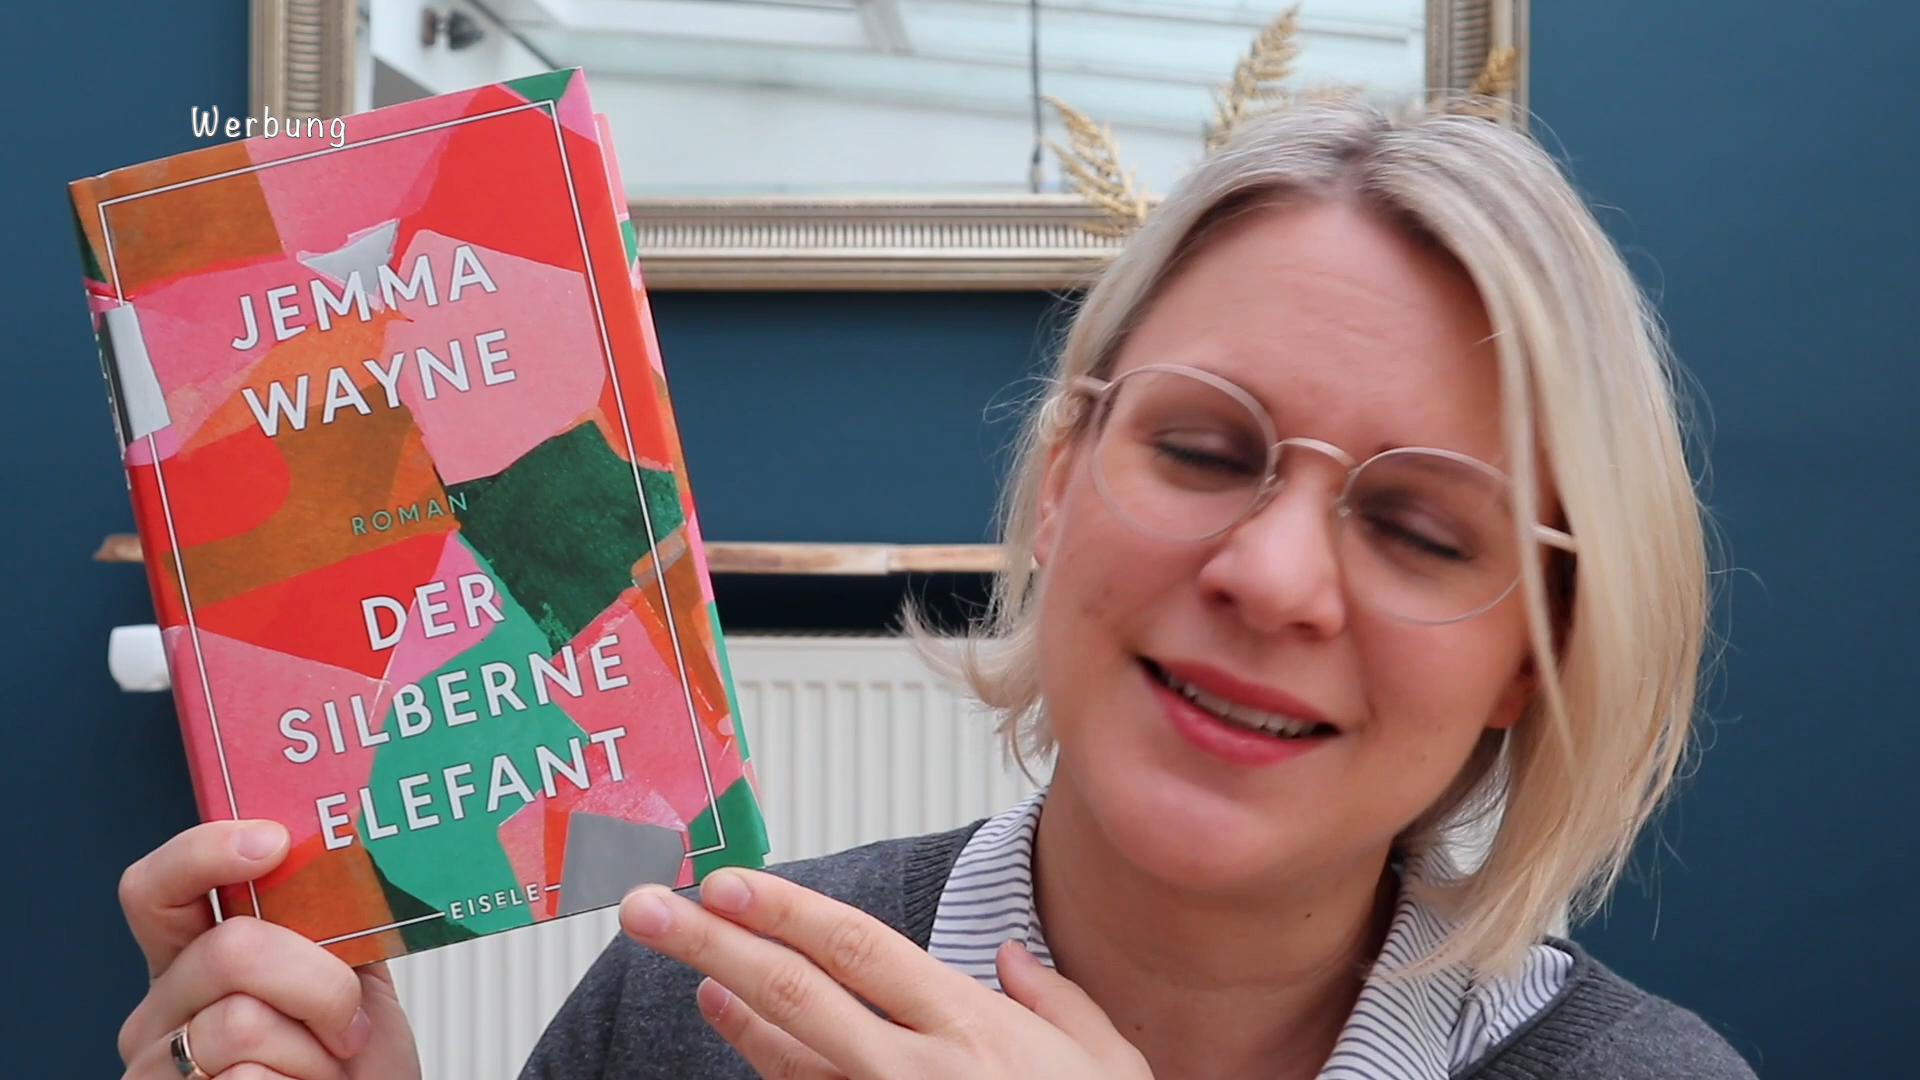 Werbung
JEMMA
WAYNE
ROMAN
DER
SILBERNE
ELEFANT
EISELE